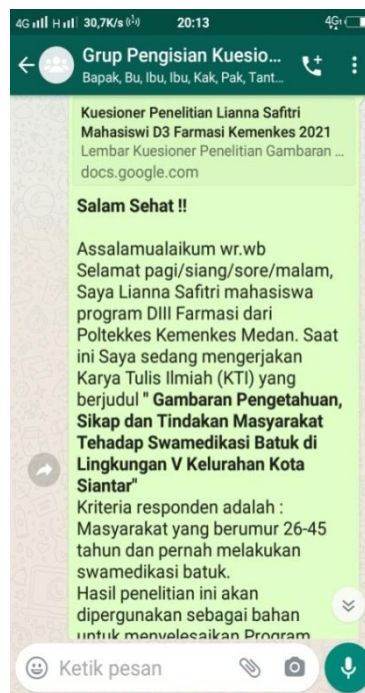 4G H 30,7K/s 20:13 4G
Grup Pengisian Kuesio...
Bapak, Bu, Ibu, Ibu, Kak, Pak, Tant...
Kuesioner Penelitian Lianna Safitri
Mahasiswi D3 Farmasi Kemenkes 2021
Lembar Kuesioner Penelitian Gambaran ...
docs.google.com
Salam Sehat !!
Assalamualaikum wr.wb
Selamat pagi/siang/sore/malam,
Saya Lianna Safitri mahasiswa
program DIII Farmasi dari
Poltekkes Kemenkes Medan. Saat
ini Saya sedang mengerjakan
Karya Tulis Ilmiah (KTI) yang
berjudul " Gambaran Pengetahuan,
Sikap dan Tindakan Masyarakat
Tehadap Swamedikasi Batuk di
Lingkungan V Kelurahan Kota
Siantar"
Kriteria responden adalah :
Masyarakat yang berumur 26-45
tahun dan pernah melakukan
swamedikasi batuk.
Hasil penelitian ini akan
dipergunakan sebagai bahan
untuk menyelesaikan Program
Ketik pesan